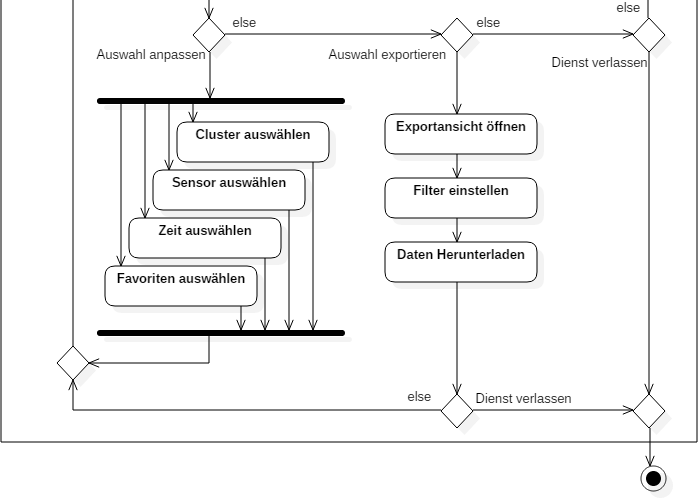 else
else
else
Auswahl anpassen
Auswahl exportieren
Dienst verlassen
Cluster auswählen
Exportansicht öffnen
Sensor auswählen
Filter einstellen
Zeit auswählen
Daten Herunterladen
Favoriten auswählen
else
Dienst verlassen